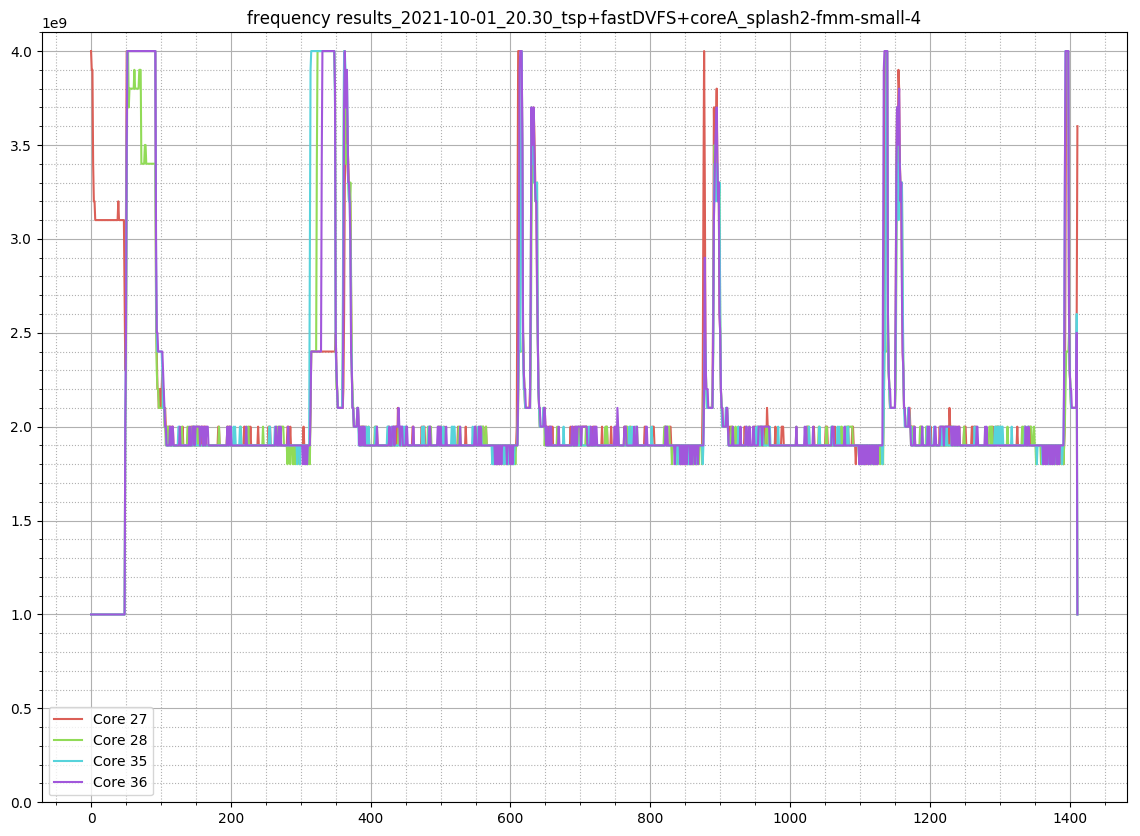 frequency results_2021-10-01_20.30_tsp+fastDVFS+coreA_splash2-fmm-small-4
1e9
4.0
3.5
3.0
2.5
2.0
1.5
1.0
0.5
0.0
Core 27
Core 28
Core 35
Core 36
0 200 400 600 800 1000 1200 1400